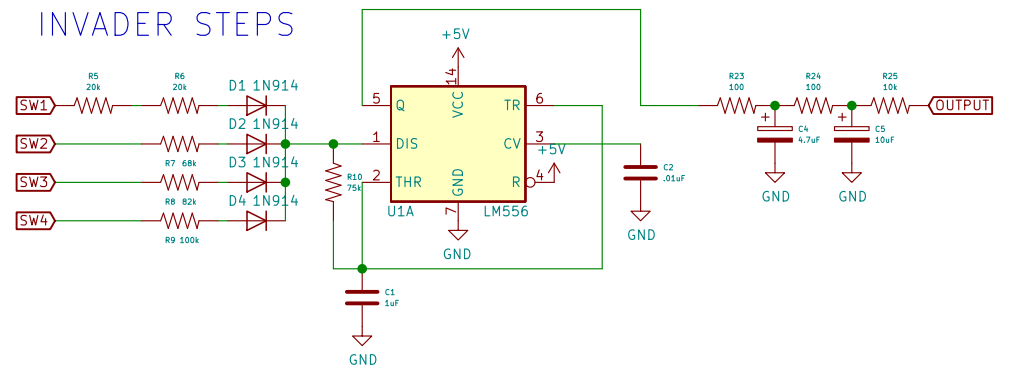 INVADER STEPS
+5V
R5
20k
R6
20k
D1 1N914
SW1
5 Q
14 VCC
TR 6
R23
100
R24
100
R25
10k
OUTPUT
D2 1N914
SW2
1 DIS
CV 3
+5V
+ C4
4.7uF
+ C5
10uF
R7 68k
D3 1N914
SW3
R10
75k
2 THR
GND
R 4
C2
.01uF
GND
GND
R8 82k
D4 1N914
SW4
U1A
7
LM556
R9 100k
GND
GND
C1
1uF
GND